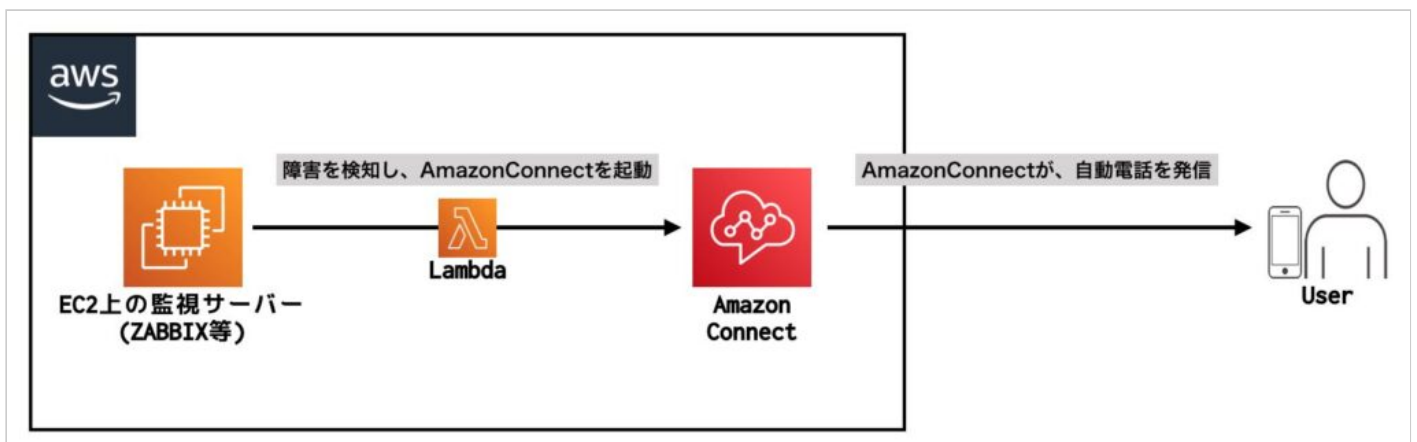 aws
障害を検知し、AmazonConnectを起動
AmazonConnectが、自動電話を発信
Lambda
EC2上の監視サーバー
(ZABBIX等)
Amazon
Connect
User